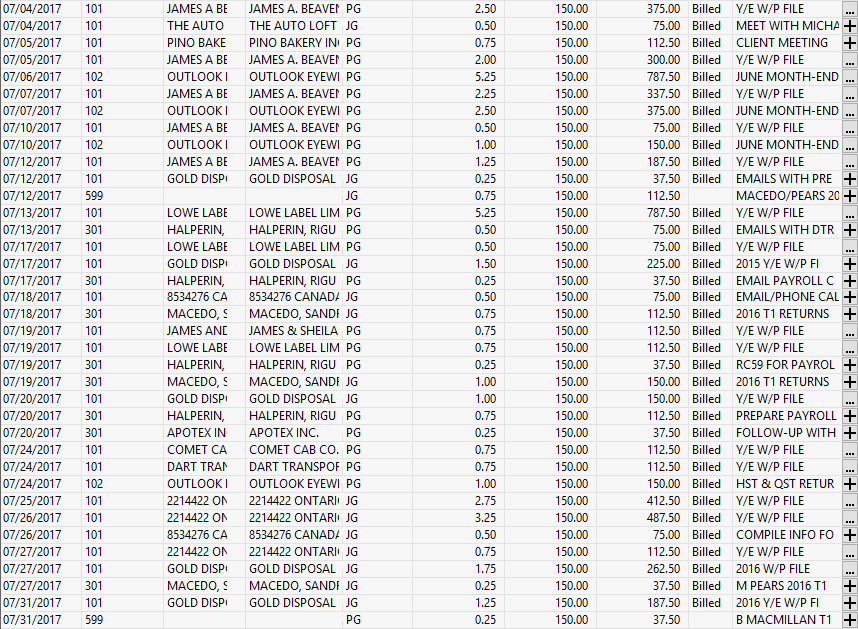 07/04/2017 101 JAMES A BE JAMES A. BEAVEN PG 2.50 150.00 375.00 Billed Y/E W/P FILE ...
07/04/2017 101 THE AUTO THE AUTO LOFT JG 0.50 150.00 75.00 Billed MEET WITH MICHA +
07/05/2017 101 PINO BAKE PINO BAKERY IN PG 0.75 150.00 112.50 Billed CLIENT MEETING +
07/05/2017 101 JAMES A BE JAMES A. BEAVEN PG 2.00 150.00 300.00 Billed Y/E W/P FILE ...
07/06/2017 102 OUTLOOK OUTLOOK EYEWI PG 5.25 150.00 787.50 Billed JUNE MONTH-END ...
07/07/2017 101 JAMES A BE JAMES A. BEAVEN PG 2.25 150.00 337.50 Billed Y/E W/P FILE ...
07/07/2017 102 OUTLOOK OUTLOOK EYEWI PG 2.50 150.00 375.00 Billed JUNE MONTH-END ...
07/10/2017 101 JAMES A BE JAMES A. BEAVEN PG 0.50 150.00 75.00 Billed Y/E W/P FILE ...
07/10/2017 102 OUTLOOK OUTLOOK EYEWI PG 1.00 150.00 150.00 Billed JUNE MONTH-END ...
07/12/2017 101 JAMES A BE JAMES A. BEAVEN PG 1.25 150.00 187.50 Billed Y/E W/P FILE ...
07/12/2017 101 GOLD DISP GOLD DISPOSAL JG 0.25 150.00 37.50 Billed EMAILS WITH PRE +
07/12/2017 599 JG 0.75 150.00 112.50 MACEDO/PEARS 20 +
07/13/2017 101 LOWE LABE LOWE LABEL LIM PG 5.25 150.00 787.50 Billed Y/E W/P FILE ...
07/13/2017 301 HALPERIN, HALPERIN, RIGU PG 0.50 150.00 75.00 Billed EMAILS WITH DTR +
07/17/2017 101 LOWE LABE LOWE LABEL LIM PG 0.50 150.00 75.00 Billed Y/E W/P FILE ...
07/17/2017 101 GOLD DISP GOLD DISPOSAL JG 1.50 150.00 225.00 Billed 2015 Y/E W/P FI +
07/17/2017 301 HALPERIN, HALPERIN, RIGU PG 0.25 150.00 37.50 Billed EMAIL PAYROLL C +
07/18/2017 101 8534276 CA 8534276 CANADA JG 0.50 150.00 75.00 Billed EMAIL/PHONE CAL +
07/18/2017 301 MACEDO, S MACEDO, SANDR JG 0.75 150.00 112.50 Billed 2016 T1 RETURNS +
07/19/2017 101 JAMES AND JAMES & SHEILA PG 0.75 150.00 112.50 Billed Y/E W/P FILE ...
07/19/2017 101 LOWE LABE LOWE LABEL LIM PG 0.75 150.00 112.50 Billed Y/E W/P FILE ...
07/19/2017 301 HALPERIN, HALPERIN, RIGU PG 0.25 150.00 37.50 Billed RC59 FOR PAYROL +
07/19/2017 301 MACEDO, S MACEDO, SANDR JG 1.00 150.00 150.00 Billed 2016 T1 RETURNS +
07/20/2017 101 GOLD DISP GOLD DISPOSAL JG 1.00 150.00 150.00 Billed Y/E W/P FILE ...
07/20/2017 301 HALPERIN, HALPERIN, RIGU PG 0.75 150.00 112.50 Billed PREPARE PAYROLL +
07/20/2017 301 APOTEX IN APOTEX INC. PG 0.25 150.00 37.50 Billed FOLLOW-UP WITH +
07/24/2017 101 COMET CA COMET CAB CO. PG 0.75 150.00 112.50 Billed Y/E W/P FILE ...
07/24/2017 101 DART TRAN DART TRANSPOR PG 0.75 150.00 112.50 Billed Y/E W/P FILE ...
07/24/2017 102 OUTLOOK OUTLOOK EYEWI PG 1.00 150.00 150.00 Billed HST & QST RETUR +
07/25/2017 101 2214422 ON 2214422 ONTARI JG 2.75 150.00 412.50 Billed Y/E W/P FILE ...
07/26/2017 101 2214422 ON 2214422 ONTARI JG 3.25 150.00 487.50 Billed Y/E W/P FILE ...
07/26/2017 101 8534276 CA 8534276 CANADA JG 0.50 150.00 75.00 Billed COMPILE INFO FO +
07/27/2017 101 2214422 ON 2214422 ONTARI JG 0.75 150.00 112.50 Billed Y/E W/P FILE ...
07/27/2017 101 GOLD DISP GOLD DISPOSAL JG 1.75 150.00 262.50 Billed 2016 W/P FILE ...
07/27/2017 301 MACEDO, S MACEDO, SANDR JG 0.25 150.00 37.50 Billed M PEARS 2016 T1 +
07/31/2017 101 GOLD DISP GOLD DISPOSAL JG 1.25 150.00 187.50 Billed 2016 Y/E W/P FI +
07/31/2017 599 PG 0.25 150.00 37.50 B MACMILLAN T1 +